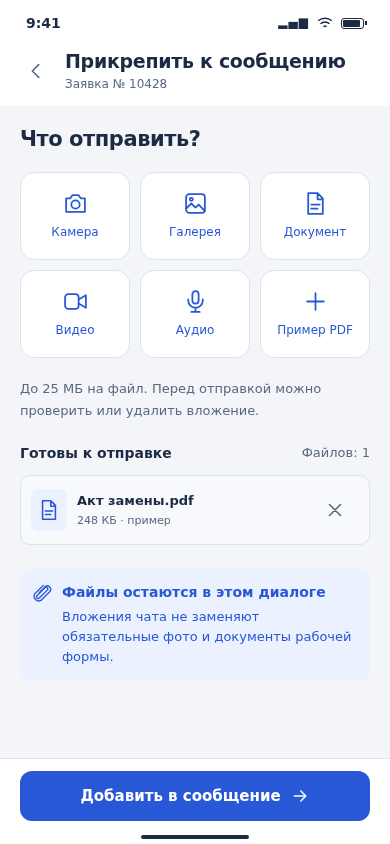 9:41
Прикрепить к сообщению
Заявка № 10428
Что отправить?
Камера
Галерея
Документ
Видео
Аудио
Пример PDF
До 25 МБ на файл. Перед отправкой можно
проверить или удалить вложение.
Готовы к отправке
Файлов: 1
Акт замены.pdf
248 КБ · пример
Файлы остаются в этом диалоге
Вложения чата не заменяют
обязательные фото и документы рабочей
формы.
Добавить в сообщение